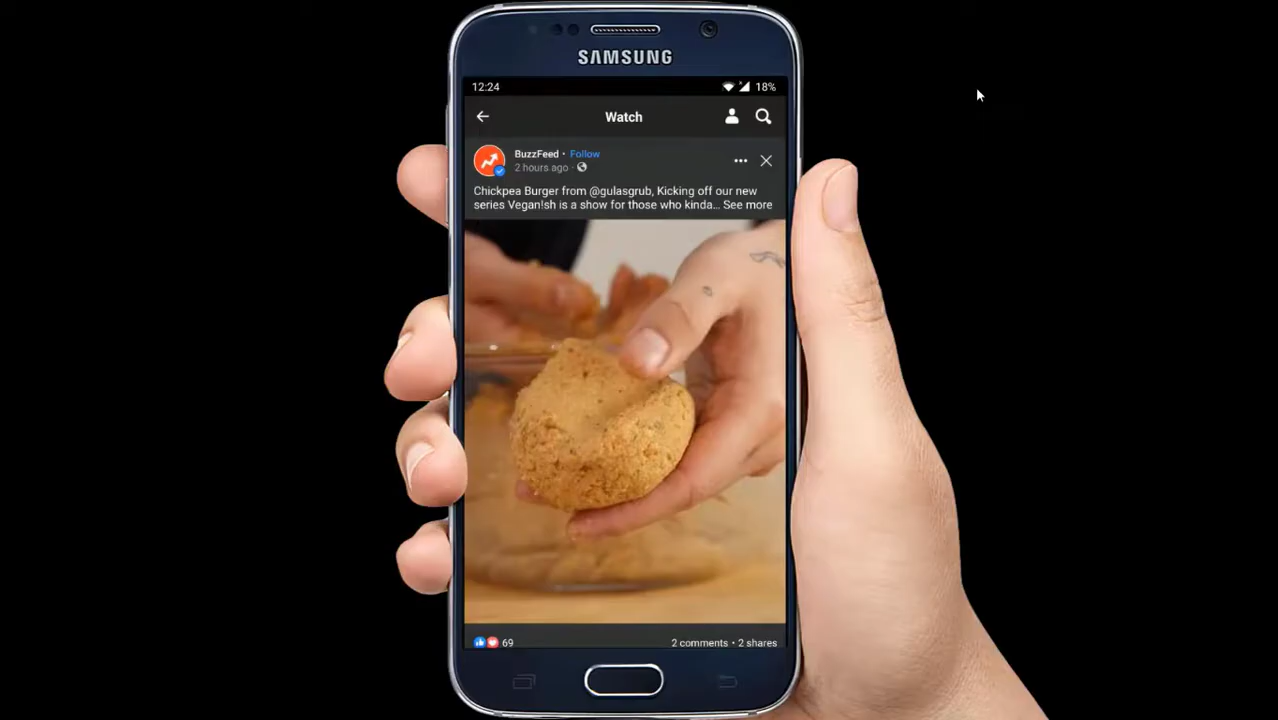 SAMSUNG
12:24
18%
Watch
BuzzFeed · Follow
2 hours ago ·
Chickpea Burger from @gulasgrub, Kicking off our new
series Vegan!sh is a show for those who kinda... See more
69
2 comments · 2 shares